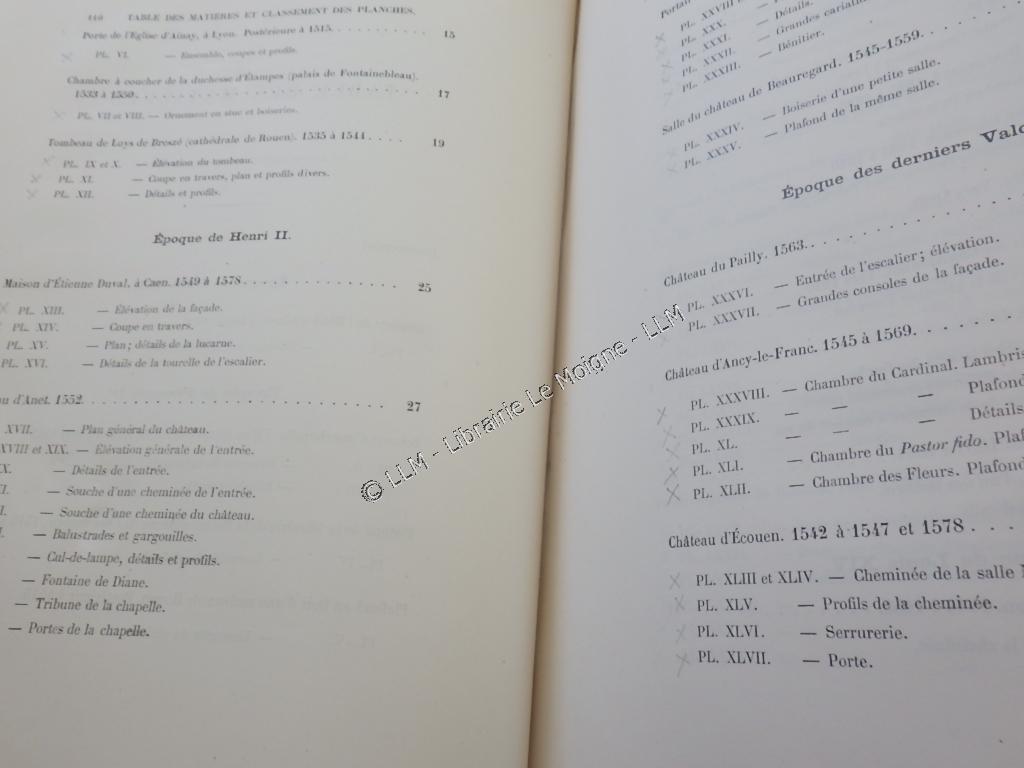 TABLE DES MATIÈRES ET CLASSEMENT DES PLANCHES.
Porte de l'Église d'Ainay, à Lyon. Postérieure à 1515. 15
PL. VI. — Ensemble, coupes et profils.
Chambre à coucher de la duchesse d'Étampes (palais de Fontainebleau).
1533 à 1550. 17
PL. VII et VIII. — Ornement en stuc et boiseries.
Tombeau de Loys de Breszé (cathédrale de Rouen). 1535 à 1544. 19
PL. IX et X. — Élévation du tombeau.
PL. XI. — Coupe en travers, plan et profils divers.
PL. XII. — Détails et profils.
Époque de Henri II.
Maison d'Étienne Duval, à Caen. 1549 à 1578. 25
PL. XIII. — Élévation de la façade.
PL. XIV. — Coupe en travers.
PL. XV. — Plan; détails de la lucarne.
PL. XVI. — Détails de la tourelle de l'escalier.
d'Anet. 1552. 27
XVII. — Plan général du château.
XVIII et XIX. — Élévation générale de l'entrée.
— Détails de l'entrée.
— Souche d'une cheminée de l'entrée.
— Souche d'une cheminée du château.
— Balustrades et gargouilles.
— Cul-de-lampe, détails et profils.
— Fontaine de Diane.
— Tribune de la chapelle.
— Portes de la chapelle.
PL. XXVIII
PL. XXX. — Détails.
PL. XXXI. — Grandes
PL. XXXII. — Bénitier.
PL. XXXIII.
Salle du château de Beauregard. 1545-1559.
PL. XXXIV. — Boiserie d'une petite salle.
PL. XXXV. — Plafond de la même salle.
Époque des derniers Valo
Château du Pailly. 1563.
PL. XXXVI. — Entrée de l'escalier; élévation.
PL. XXXVII. — Grandes consoles de la façade.
Château d'Ancy-le-Franc. 1545 à 1569.
PL. XXXVIII. — Chambre du Cardinal. Lambris
PL. XXXIX. — — — Plafond
PL. XL. — — — Détails
PL. XLI. — Chambre du Pastor fido. Plaf
PL. XLII. — Chambre des Fleurs. Plafond
Château d'Écouen. 1542 à 1547 et 1578
PL. XLIII et XLIV. — Cheminée de la salle
PL. XLV. — Profils de la cheminée.
PL. XLVI. — Serrurerie.
PL. XLVII. — Porte.
© LLM - Librairie Le Moigne - LLM